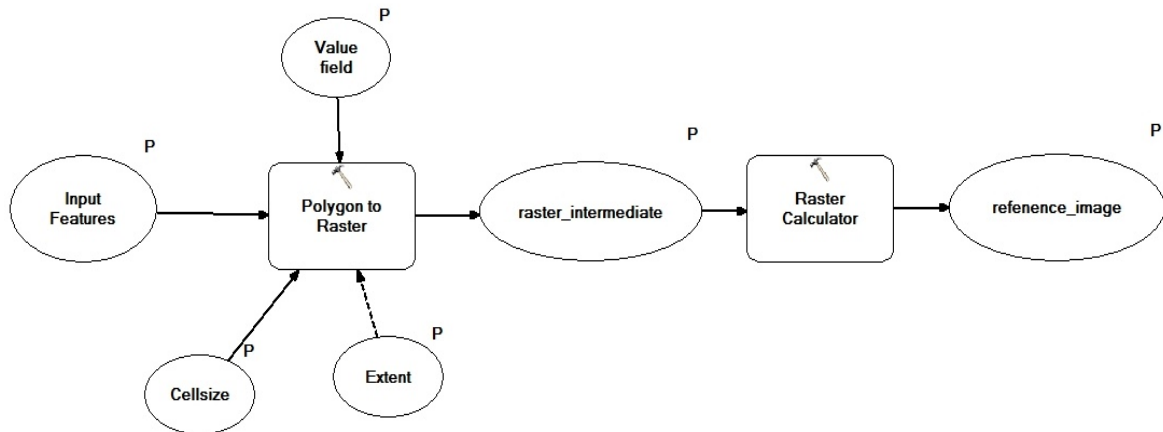 P
Value
field
P
P
P
Input
Features
Polygon to
Raster
raster_intermediate
Raster
Calculator
refenence_image
P
P
Cellsize
Extent